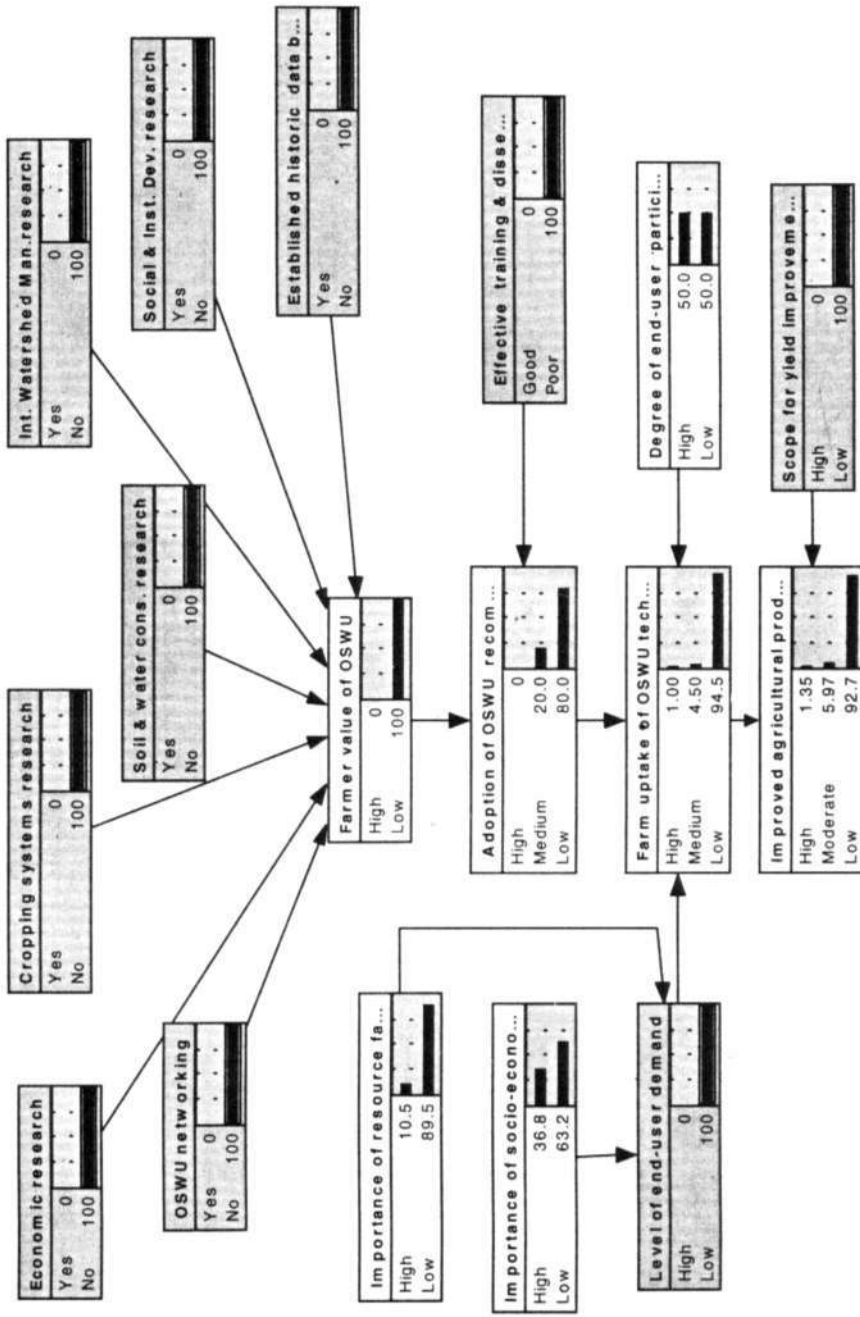 Economic research
Yes 0
No 100
Cropping systems research
Yes 0
No 100
Int. Watershed Man.research
Yes 0
No 100
OSWU networking
Yes 0
No 100
Soil & water cons. research
Yes 0
No 100
Social & Inst. Dev. research
Yes 0
No 100
Established historic data b...
Yes 0
No 100
Farmer value of OSWU
High 0
Low 100
Importance of resource fa...
High 10.5
Low 89.5
Adoption of OSWU recom...
High 0
Medium 20.0
Low 80.0
Effective training & disse...
Good 0
Poor 100
Importance of socio-econo...
High 36.8
Low 63.2
Farm uptake of OSWU tech...
High 1.00
Medium 4.50
Low 94.5
Degree of end-user partici...
High 50.0
Low 50.0
Level of end-user demand
High 0
Low 100
Improved agricultural prod...
High 1.35
Moderate 5.97
Low 92.7
Scope for yield improveme...
High 0
Low 100